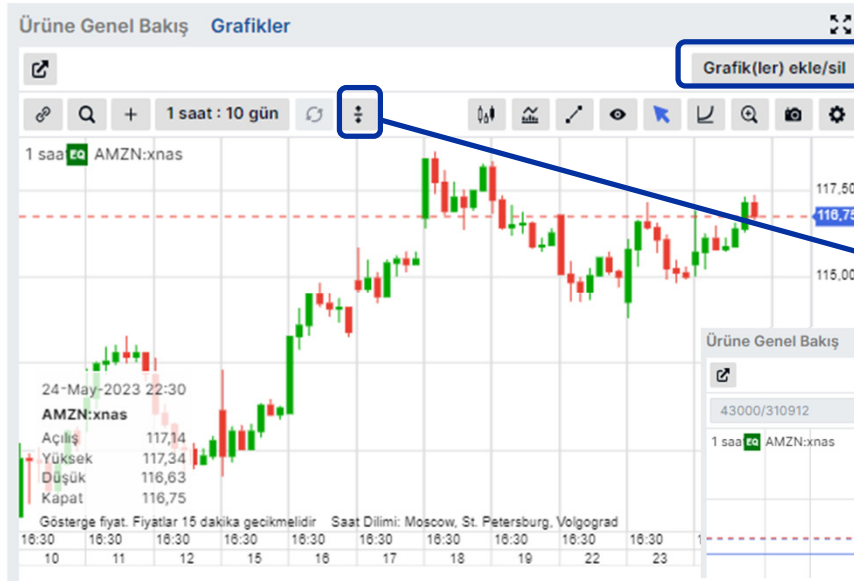 Ürüne Genel Bakış Grafikler
Grafik(ler) ekle/sil
1 saat : 10 gün
1 saa EQ AMZN:xnas
117,50
116,75
115,00
24-May-2023 22:30
AMZN:xnas
Açılış 117,14
Yüksek 117,34
Düşük 116,63
Kapat 116,75
Gösterge fiyat. Fiyatlar 15 dakika gecikmelidir Saat Dilimi: Moscow, St. Petersburg, Volgograd
16:30 16:30 16:30 16:30 16:30 16:30 16:30 16:30 16:30 16:30
10 11 12 15 16 17 18 19 22 23
Ürüne Genel Bakış
43000/310912
1 saa EQ AMZN:xnas